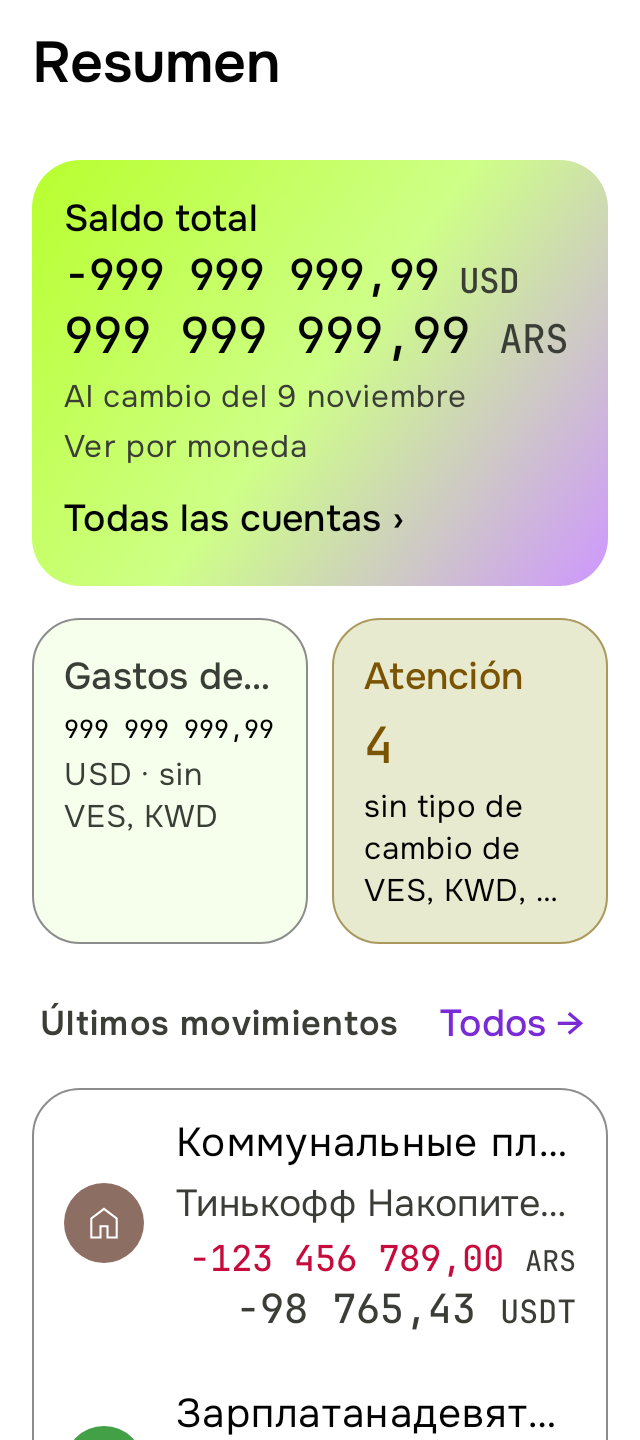 Resumen
Saldo total
-999 999 999,99 USD
999 999 999,99 ARS
Al cambio del 9 noviembre
Ver por moneda
Todas las cuentas ›
Gastos de...
999 999 999,99
USD · sin
VES, KWD
Atención
4
sin tipo de
cambio de
VES, KWD, ...
Últimos movimientos Todos →
Коммунальные пл...
Тинькофф Накопите...
-123 456 789,00 ARS
-98 765,43 USDT
Зарплатанадевят...